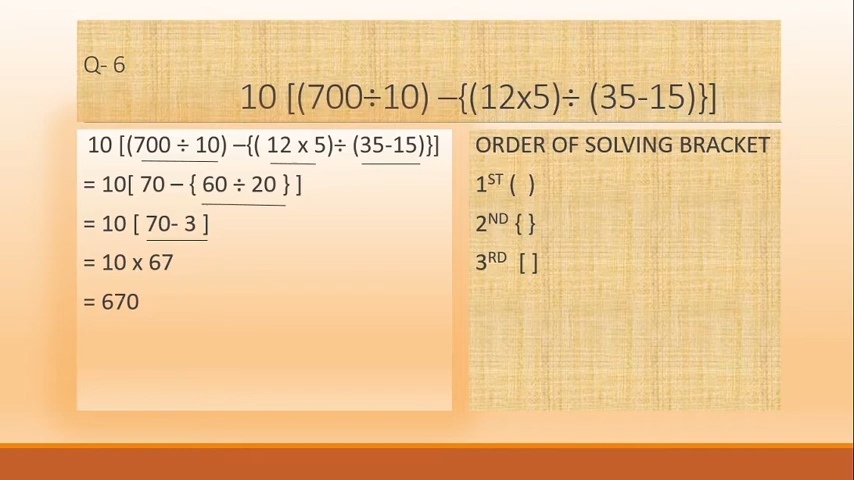 Q- 6
10 [(700÷10) –{(12x5)÷ (35-15)}]
10 [(700 ÷ 10) –{( 12 x 5)÷ (35-15)}]
= 10[ 70 – { 60 ÷ 20 } ]
= 10 [ 70- 3 ]
= 10 x 67
= 670
ORDER OF SOLVING BRACKET
1ST ( )
2ND { }
3RD [ ]